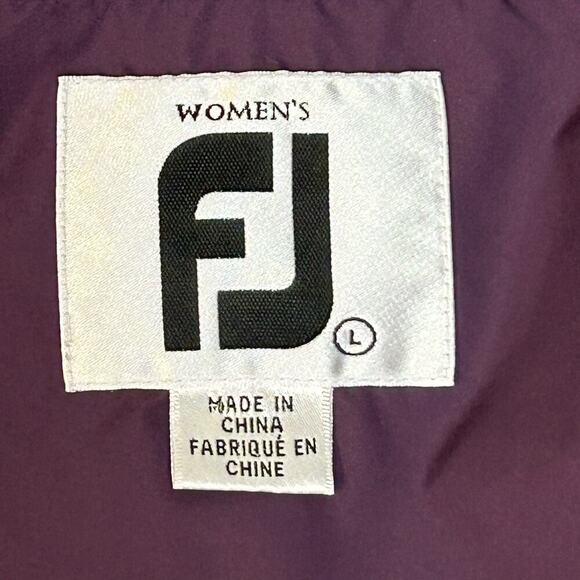 WOMEN'S
FJ
L
MADE IN
CHINA
FABRIQUÉ EN
CHINE